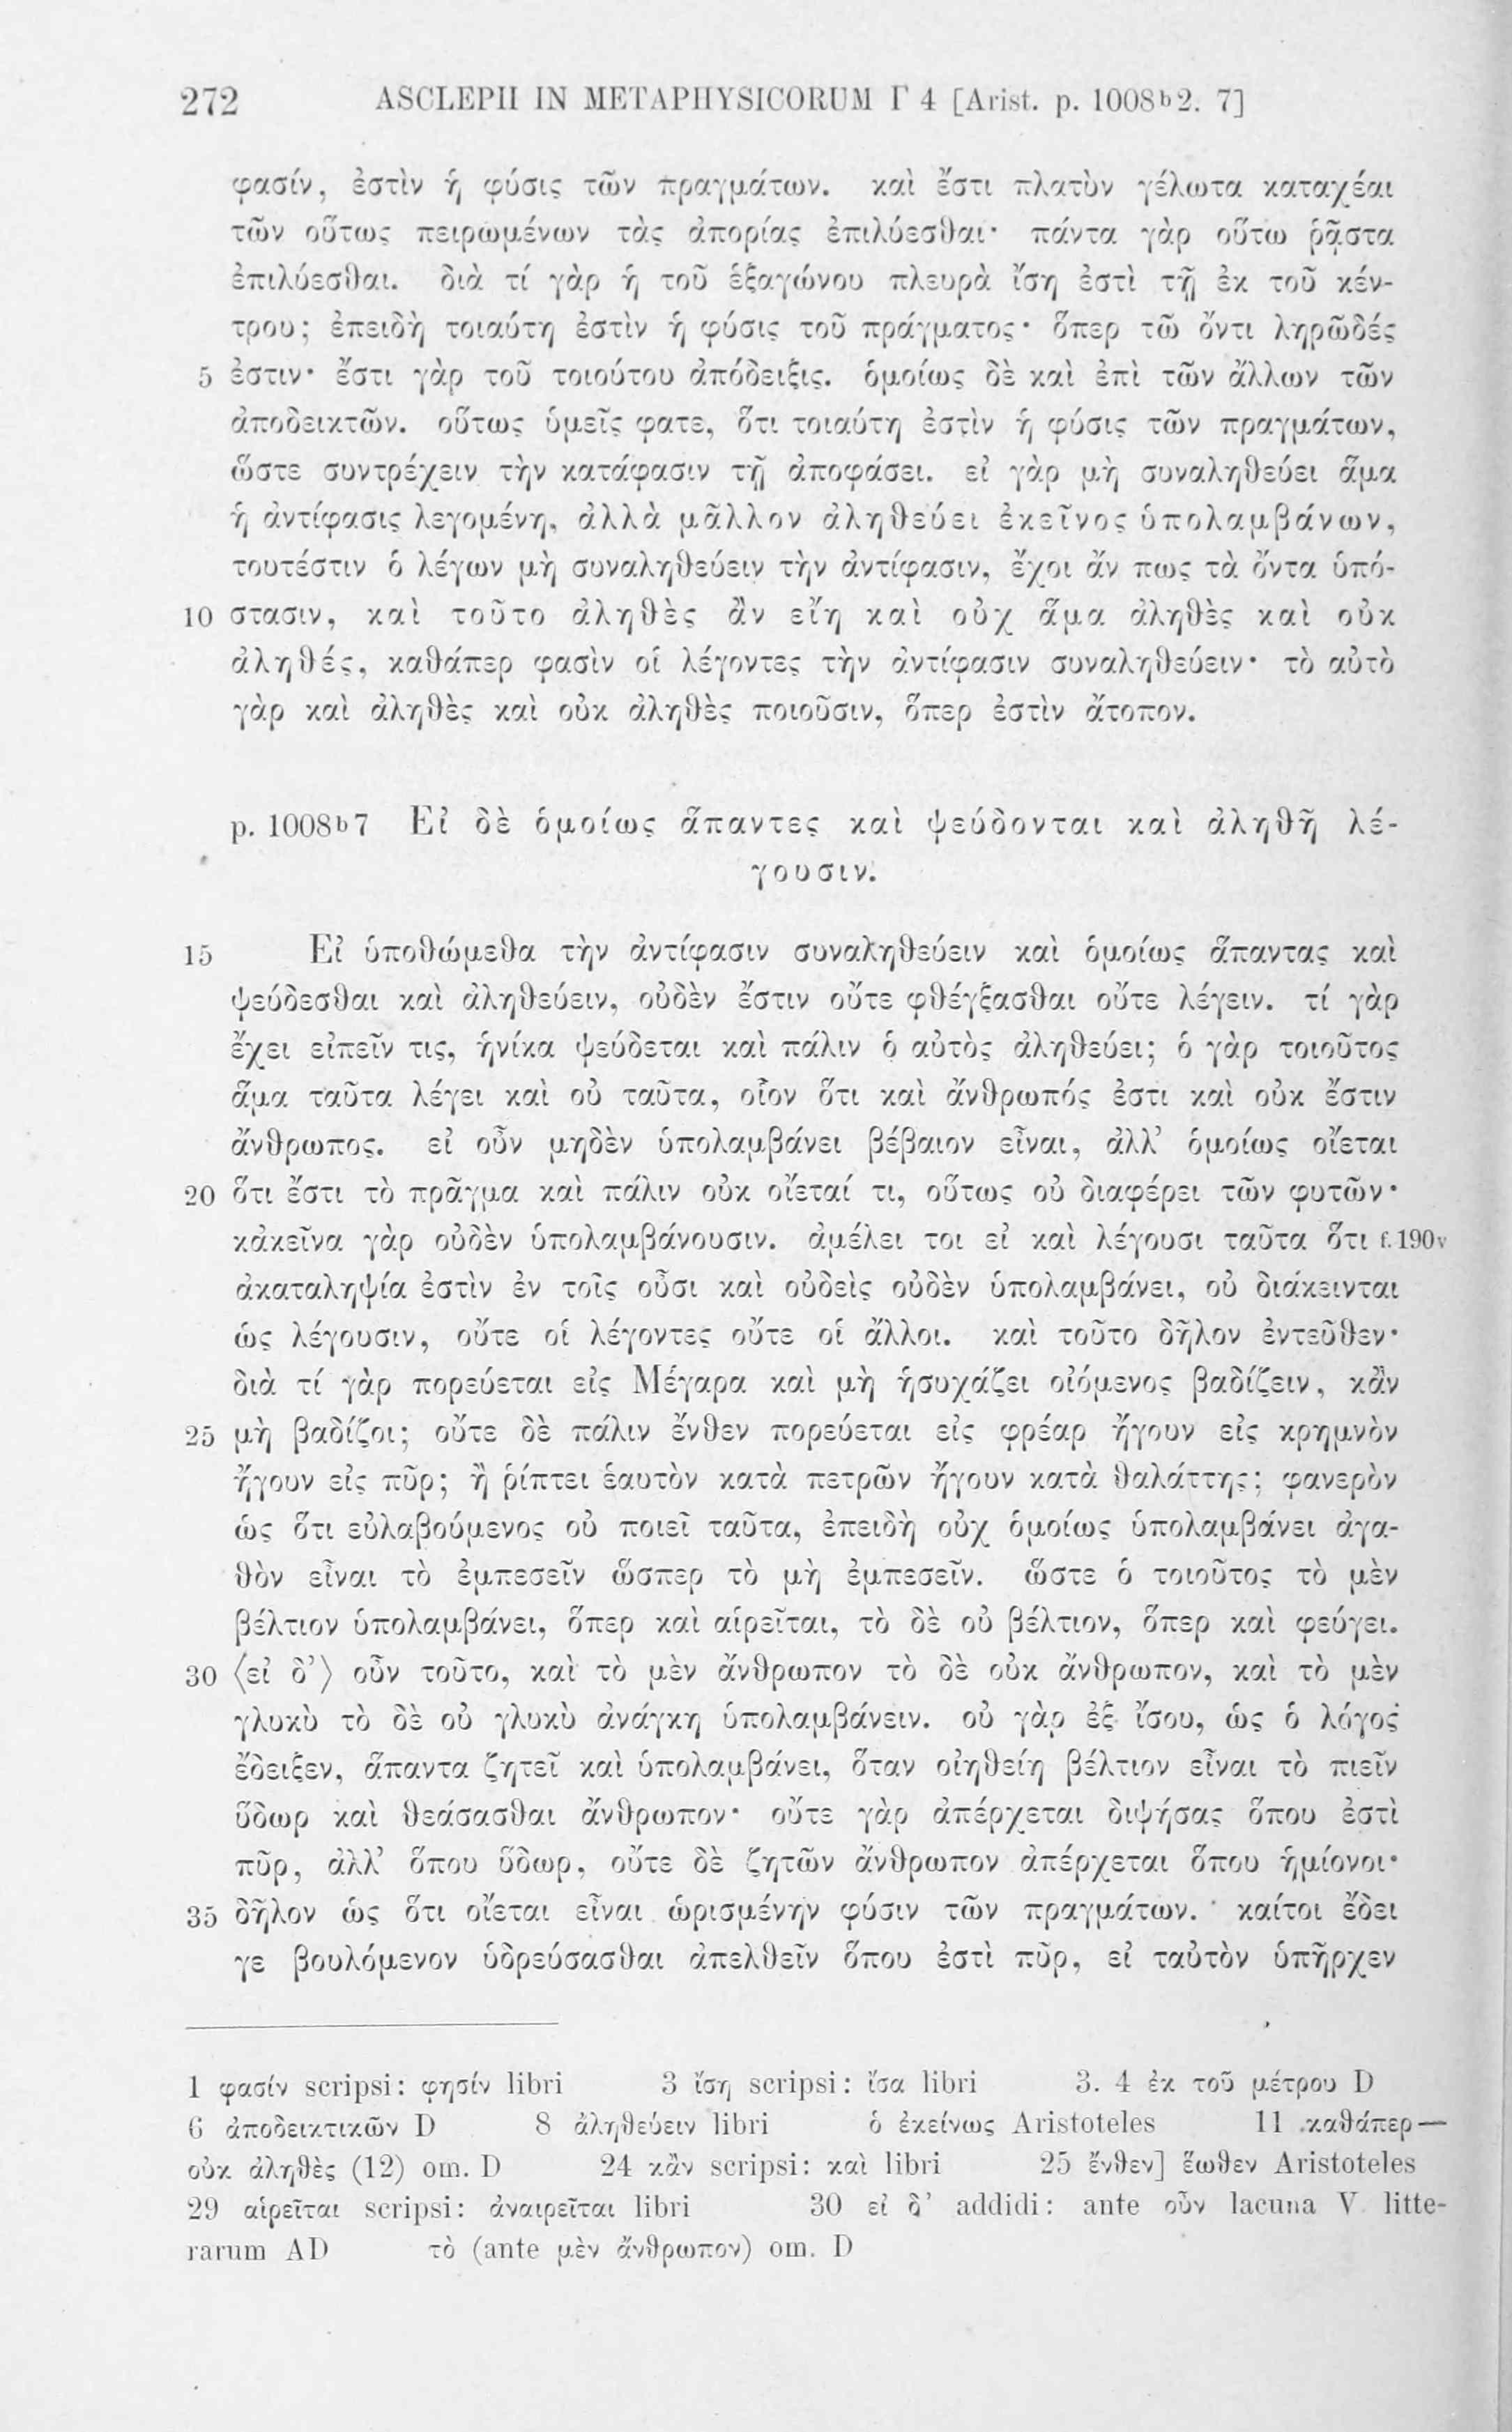 272 ASCLEPII IN METAPHYSICORUM Γ 4 [Arist. p. 1008ᵇ2. 7]
φασίν, ἐστὶν ἡ φύσις τῶν πραγμάτων. καὶ ἔστι πλατὺν γέλωτα καταχέαι
τῶν οὕτως πειρωμένων τὰς ἀπορίας ἐπιλύεσθαι· πάντα γὰρ οὕτω ῥᾷστα
ἐπιλύεσθαι. διὰ τί γὰρ ἡ τοῦ ἑξαγώνου πλευρὰ ἴση ἐστὶ τῇ ἐκ τοῦ κέν-
τρου; ἐπειδὴ τοιαύτη ἐστὶν ἡ φύσις τοῦ πράγματος· ὅπερ τῶ ὄντι ληρῶδές
5 ἐστιν· ἔστι γὰρ τοῦ τοιούτου ἀπόδειξις. ὁμοίως δὲ καὶ ἐπὶ τῶν ἄλλων τῶν
ἀποδεικτῶν. οὕτως ὑμεῖς φατε, ὅτι τοιαύτη ἐστὶν ἡ φύσις τῶν πραγμάτων,
ὥστε συντρέχειν τὴν κατάφασιν τῇ ἀποφάσει. εἰ γὰρ μὴ συναληθεύει ἅμα
ἡ ἀντίφασις λεγομένη, ἀλλὰ μᾶλλον ἀληθεύει ἐκεῖνος ὑπολαμβάνων,
τουτέστιν ὁ λέγων μὴ συναληθεύειν τὴν ἀντίφασιν, ἔχοι ἄν πως τὰ ὄντα ὑπό-
10 στασιν, καὶ τοῦτο ἀληθὲς ἂν εἴη καὶ οὐχ ἅμα ἀληθὲς καὶ οὐκ
ἀληθές, καθάπερ φασὶν οἱ λέγοντες τὴν ἀντίφασιν συναληθεύειν· τὸ αὐτὸ
γὰρ καὶ ἀληθὲς καὶ οὐκ ἀληθὲς ποιοῦσιν, ὅπερ ἐστὶν ἄτοπον.
p. 1008ᵇ7 Εἰ δὲ ὁμοίως ἅπαντες καὶ ψεύδονται καὶ ἀληθῆ λέ-
γουσιν.
15 Εἰ ὑποθώμεθα τὴν ἀντίφασιν συναληθεύειν καὶ ὁμοίως ἅπαντας καὶ
ψεύδεσθαι καὶ ἀληθεύειν, οὐδὲν ἔστιν οὔτε φθέγξασθαι οὔτε λέγειν. τί γὰρ
ἔχει εἰπεῖν τις, ἡνίκα ψεύδεται καὶ πάλιν ὁ αὐτὸς ἀληθεύει; ὁ γὰρ τοιοῦτος
ἅμα ταῦτα λέγει καὶ οὐ ταῦτα, οἷον ὅτι καὶ ἄνθρωπός ἐστι καὶ οὐκ ἔστιν
ἄνθρωπος. εἰ οὖν μηδὲν ὑπολαμβάνει βέβαιον εἶναι, ἀλλ’ ὁμοίως οἴεται
20 ὅτι ἔστι τὸ πρᾶγμα καὶ πάλιν οὐκ οἴεταί τι, οὕτως οὐ διαφέρει τῶν φυτῶν·
κἀκεῖνα γὰρ οὐδὲν ὑπολαμβάνουσιν. ἀμέλει τοι εἰ καὶ λέγουσι ταῦτα ὅτι f. 190v
ἀκαταληψία ἐστὶν ἐν τοῖς οὖσι καὶ οὐδεὶς οὐδὲν ὑπολαμβάνει, οὐ διάκεινται
ὡς λέγουσιν, οὔτε οἱ λέγοντες οὔτε οἱ ἄλλοι. καὶ τοῦτο δῆλον ἐντεῦθεν·
διὰ τί γὰρ πορεύεται εἰς Μέγαρα καὶ μὴ ἡσυχάζει οἰόμενος βαδίζειν, κἂν
25 μὴ βαδίζοι; οὔτε δὲ πάλιν ἔνθεν πορεύεται εἰς φρέαρ ἤγουν εἰς κρημνὸν
ἤγουν εἰς πῦρ; ἢ ῥίπτει ἑαυτὸν κατὰ πετρῶν ἤγουν κατὰ θαλάττης; φανερὸν
ὡς ὅτι εὐλαβούμενος οὐ ποιεῖ ταῦτα, ἐπειδὴ οὐχ ὁμοίως ὑπολαμβάνει ἀγα-
θὸν εἶναι τὸ ἐμπεσεῖν ὥσπερ τὸ μὴ ἐμπεσεῖν. ὥστε ὁ τοιοῦτος τὸ μὲν
βέλτιον ὑπολαμβάνει, ὅπερ καὶ αἱρεῖται, τὸ δὲ οὐ βέλτιον, ὅπερ καὶ φεύγει.
30 ⟨εἰ δ’⟩ οὖν τοῦτο, καὶ τὸ μὲν ἄνθρωπον τὸ δὲ οὐκ ἄνθρωπον, καὶ τὸ μὲν
γλυκὺ τὸ δὲ οὐ γλυκὺ ἀνάγκη ὑπολαμβάνειν. οὐ γὰρ ἐξ ἴσου, ὡς ὁ λόγος
ἔδειξεν, ἅπαντα ζητεῖ καὶ ὑπολαμβάνει, ὅταν οἰηθείη βέλτιον εἶναι τὸ πιεῖν
ὕδωρ καὶ θεάσασθαι ἄνθρωπον· οὔτε γὰρ ἀπέρχεται διψήσας ὅπου ἐστὶ
πῦρ, ἀλλ’ ὅπου ὕδωρ, οὔτε δὲ ζητῶν ἄνθρωπον ἀπέρχεται ὅπου ἡμίονοι·
35 δῆλον ὡς ὅτι οἴεται εἶναι ὡρισμένην φύσιν τῶν πραγμάτων. καίτοι ἔδει
γε βουλόμενον ὑδρεύσασθαι ἀπελθεῖν ὅπου ἐστὶ πῦρ, εἰ ταὐτὸν ὑπῆρχεν
1 φασίν scripsi: φησίν libri 3 ἴση scripsi: ἴσα libri 3. 4 ἐκ τοῦ μέτρου D
6 ἀποδεικτικῶν D 8 ἀληθεύειν libri ὁ ἐκείνως Aristoteles 11 καθάπερ—
οὐκ ἀληθὲς (12) om. D 24 κἂν scripsi: καὶ libri 25 ἔνθεν] ἕωθεν Aristoteles
29 αἱρεῖται scripsi: ἀναιρεῖται libri 30 εἰ δ’ addidi: ante οὖν lacuna V litte-
rarum AD τὸ (ante μὲν ἄνθρωπον) om. D